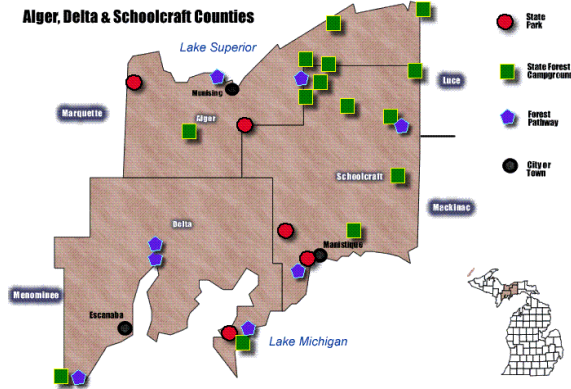 Alger, Delta & Schoolcraft Counties
State
Park
Lake Superior
State Forest
Campground
Munising
Luce
Marquette
Alger
Forest
Pathway
City or
Town
Schoolcraft
Mackinac
Delta
Manistique
Menominee
Escanaba
Lake Michigan